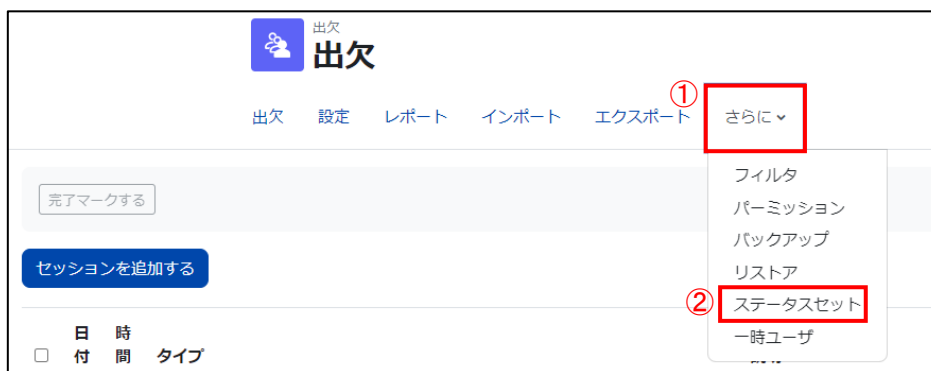 出欠
出欠
①
出欠 設定 レポート インポート エクスポート さらに
フィルタ
完了マークする
パーミッション
バックアップ
セッションを追加する
リストア
② ステータスセット
一時ユーザ
日付 時間 タイプ